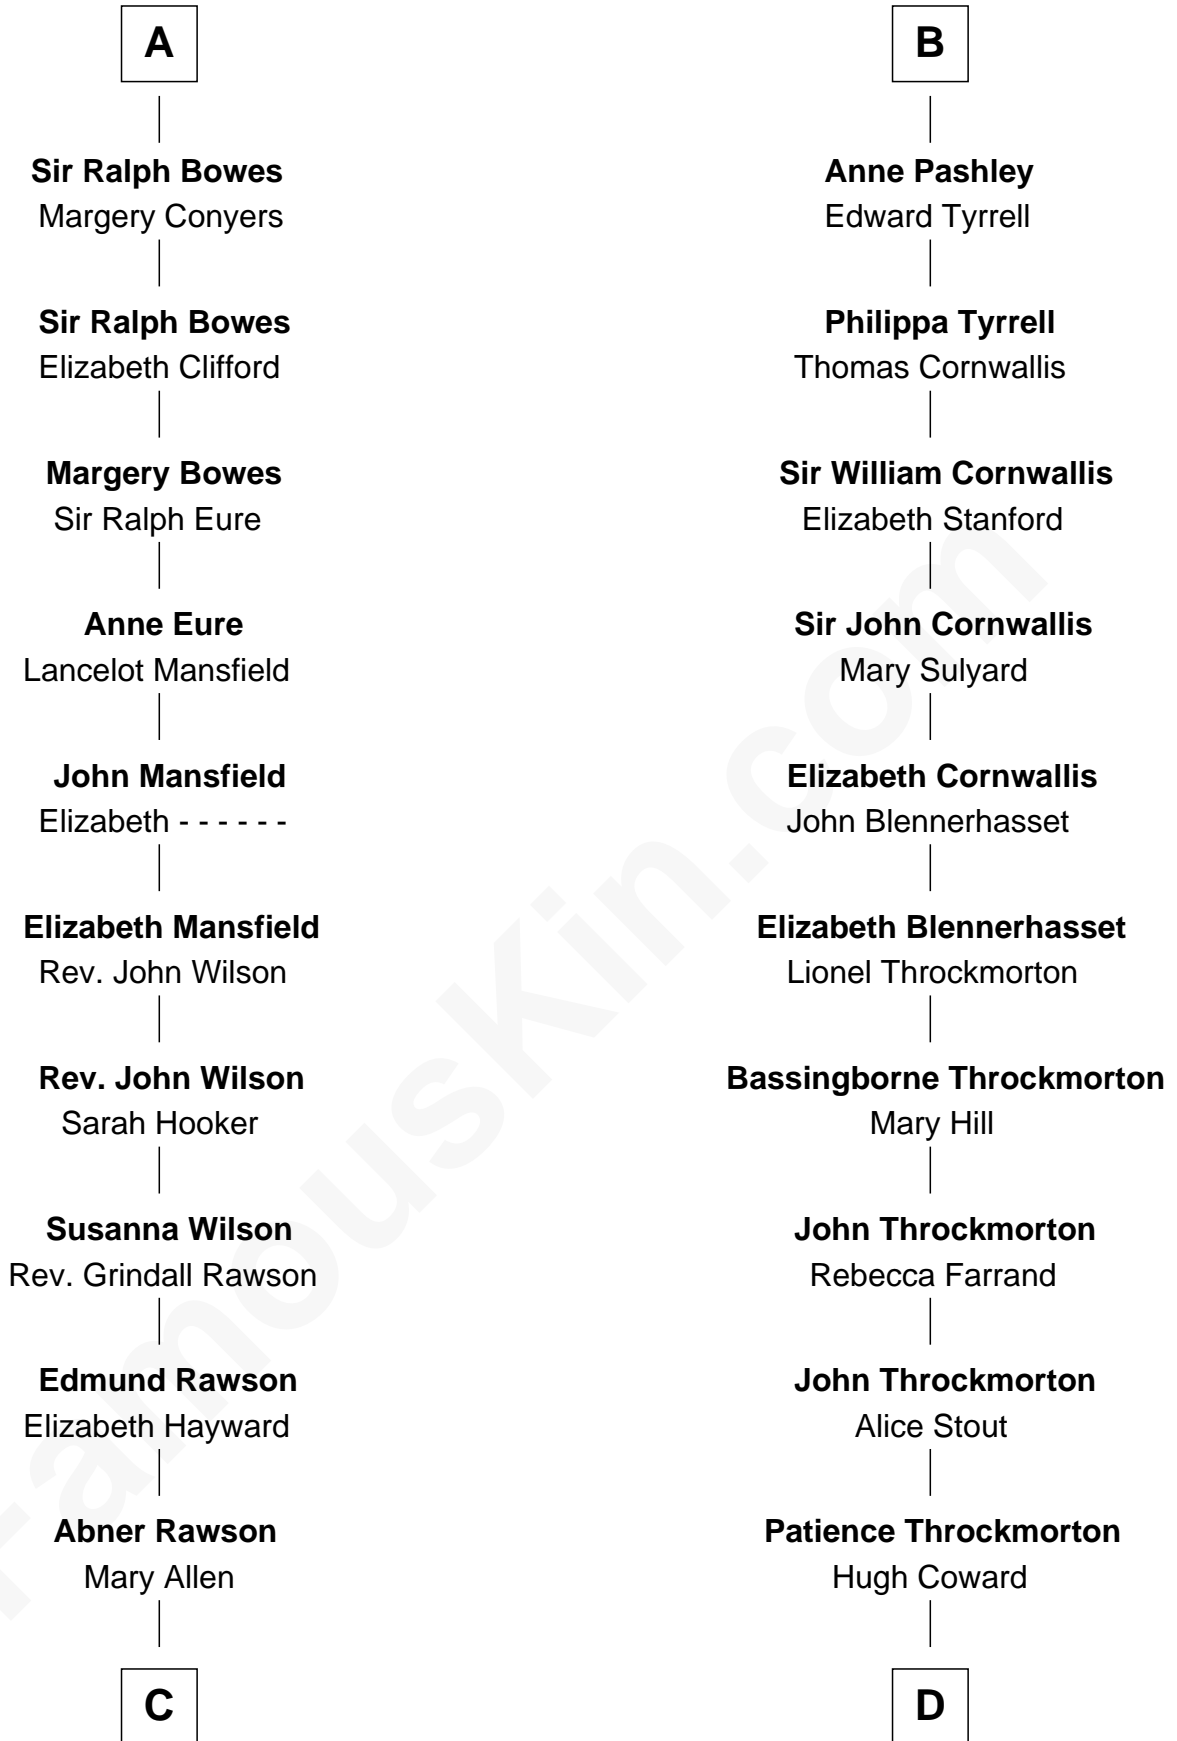 A
Sir Ralph Bowes
Margery Conyers
Sir Ralph Bowes
Elizabeth Clifford
Margery Bowes
Sir Ralph Eure
Anne Eure
Lancelot Mansfield
John Mansfield
Elizabeth - - - - - -
Elizabeth Mansfield
Rev. John Wilson
Rev. John Wilson
Sarah Hooker
Susanna Wilson
Rev. Grindall Rawson
Edmund Rawson
Elizabeth Hayward
Abner Rawson
Mary Allen
C
B
Anne Pashley
Edward Tyrrell
Philippa Tyrrell
Thomas Cornwallis
Sir William Cornwallis
Elizabeth Stanford
Sir John Cornwallis
Mary Sulyard
Elizabeth Cornwallis
John Blennerhasset
Elizabeth Blennerhasset
Lionel Throckmorton
Bassingborne Throckmorton
Mary Hill
John Throckmorton
Rebecca Farrand
John Throckmorton
Alice Stout
Patience Throckmorton
Hugh Coward
D
FamousKin.com